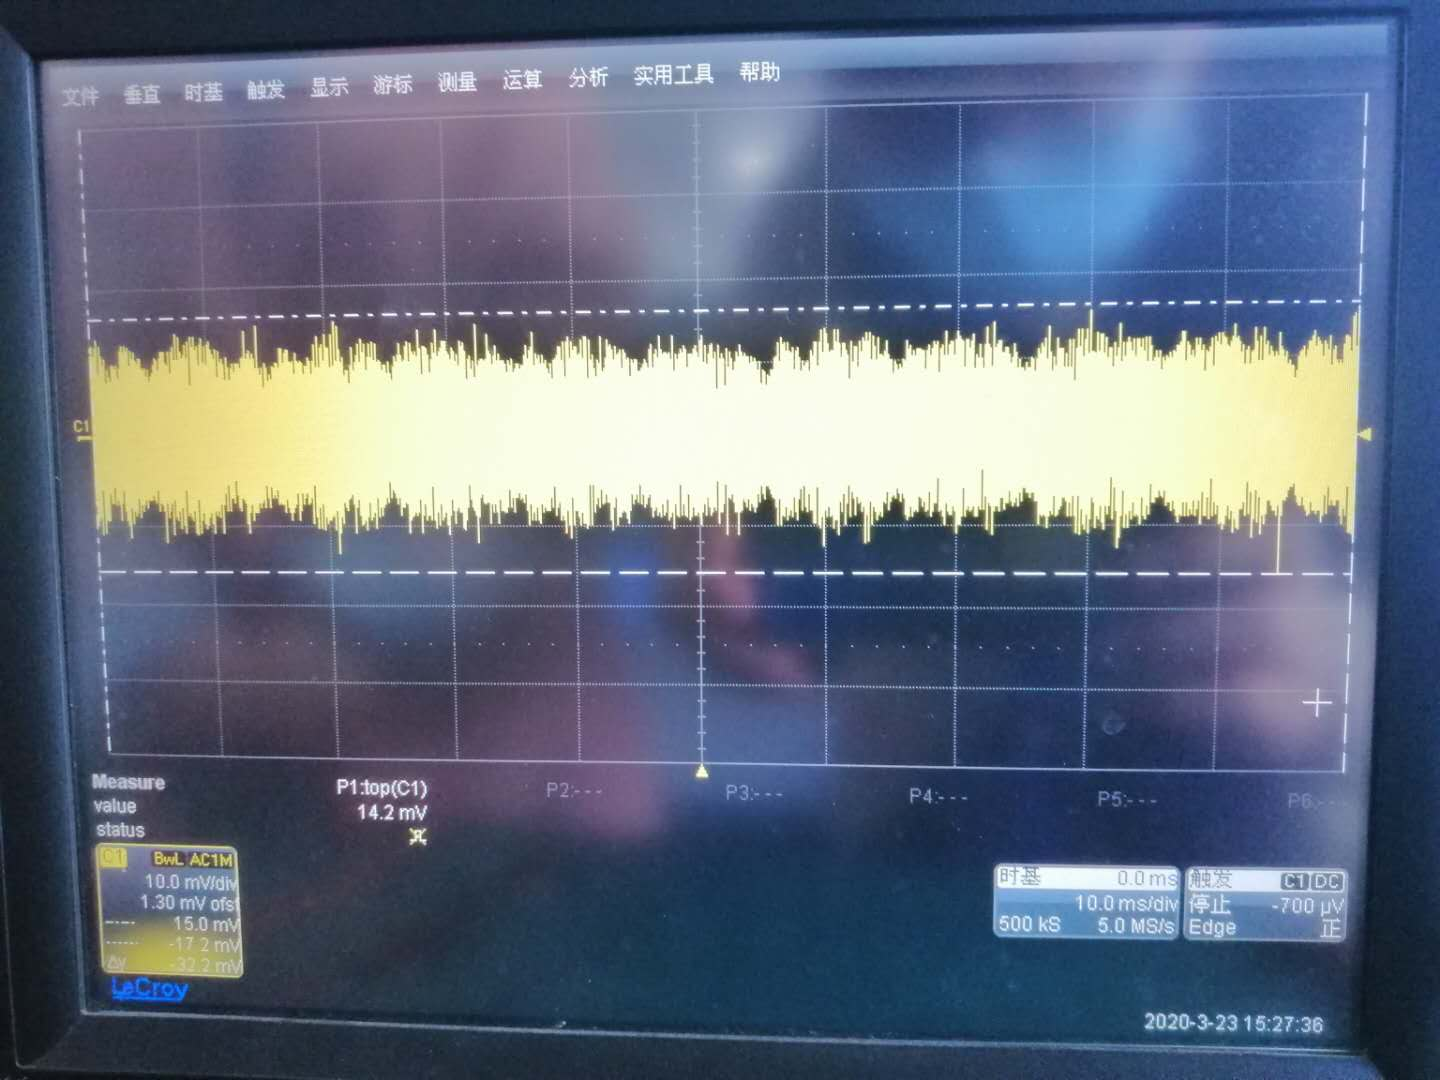 文件 垂直 时基 触发 显示 游标 测量 运算 分析 实用工具 帮助
C1
Measure P1:top(C1) P2:--- P3:--- P4:--- P5:--- P6:---
value 14.2 mV
status
C1 BwL AC1M
10.0 mV/div
1.30 mV ofst
15.0 mV
-17.2 mV
Δy -32.2 mV
LeCroy
时基 0.0 ms
10.0 ms/div
500 kS 5.0 MS/s
触发 C1 DC
停止 -700 µV
Edge 正
2020-3-23 15:27:36